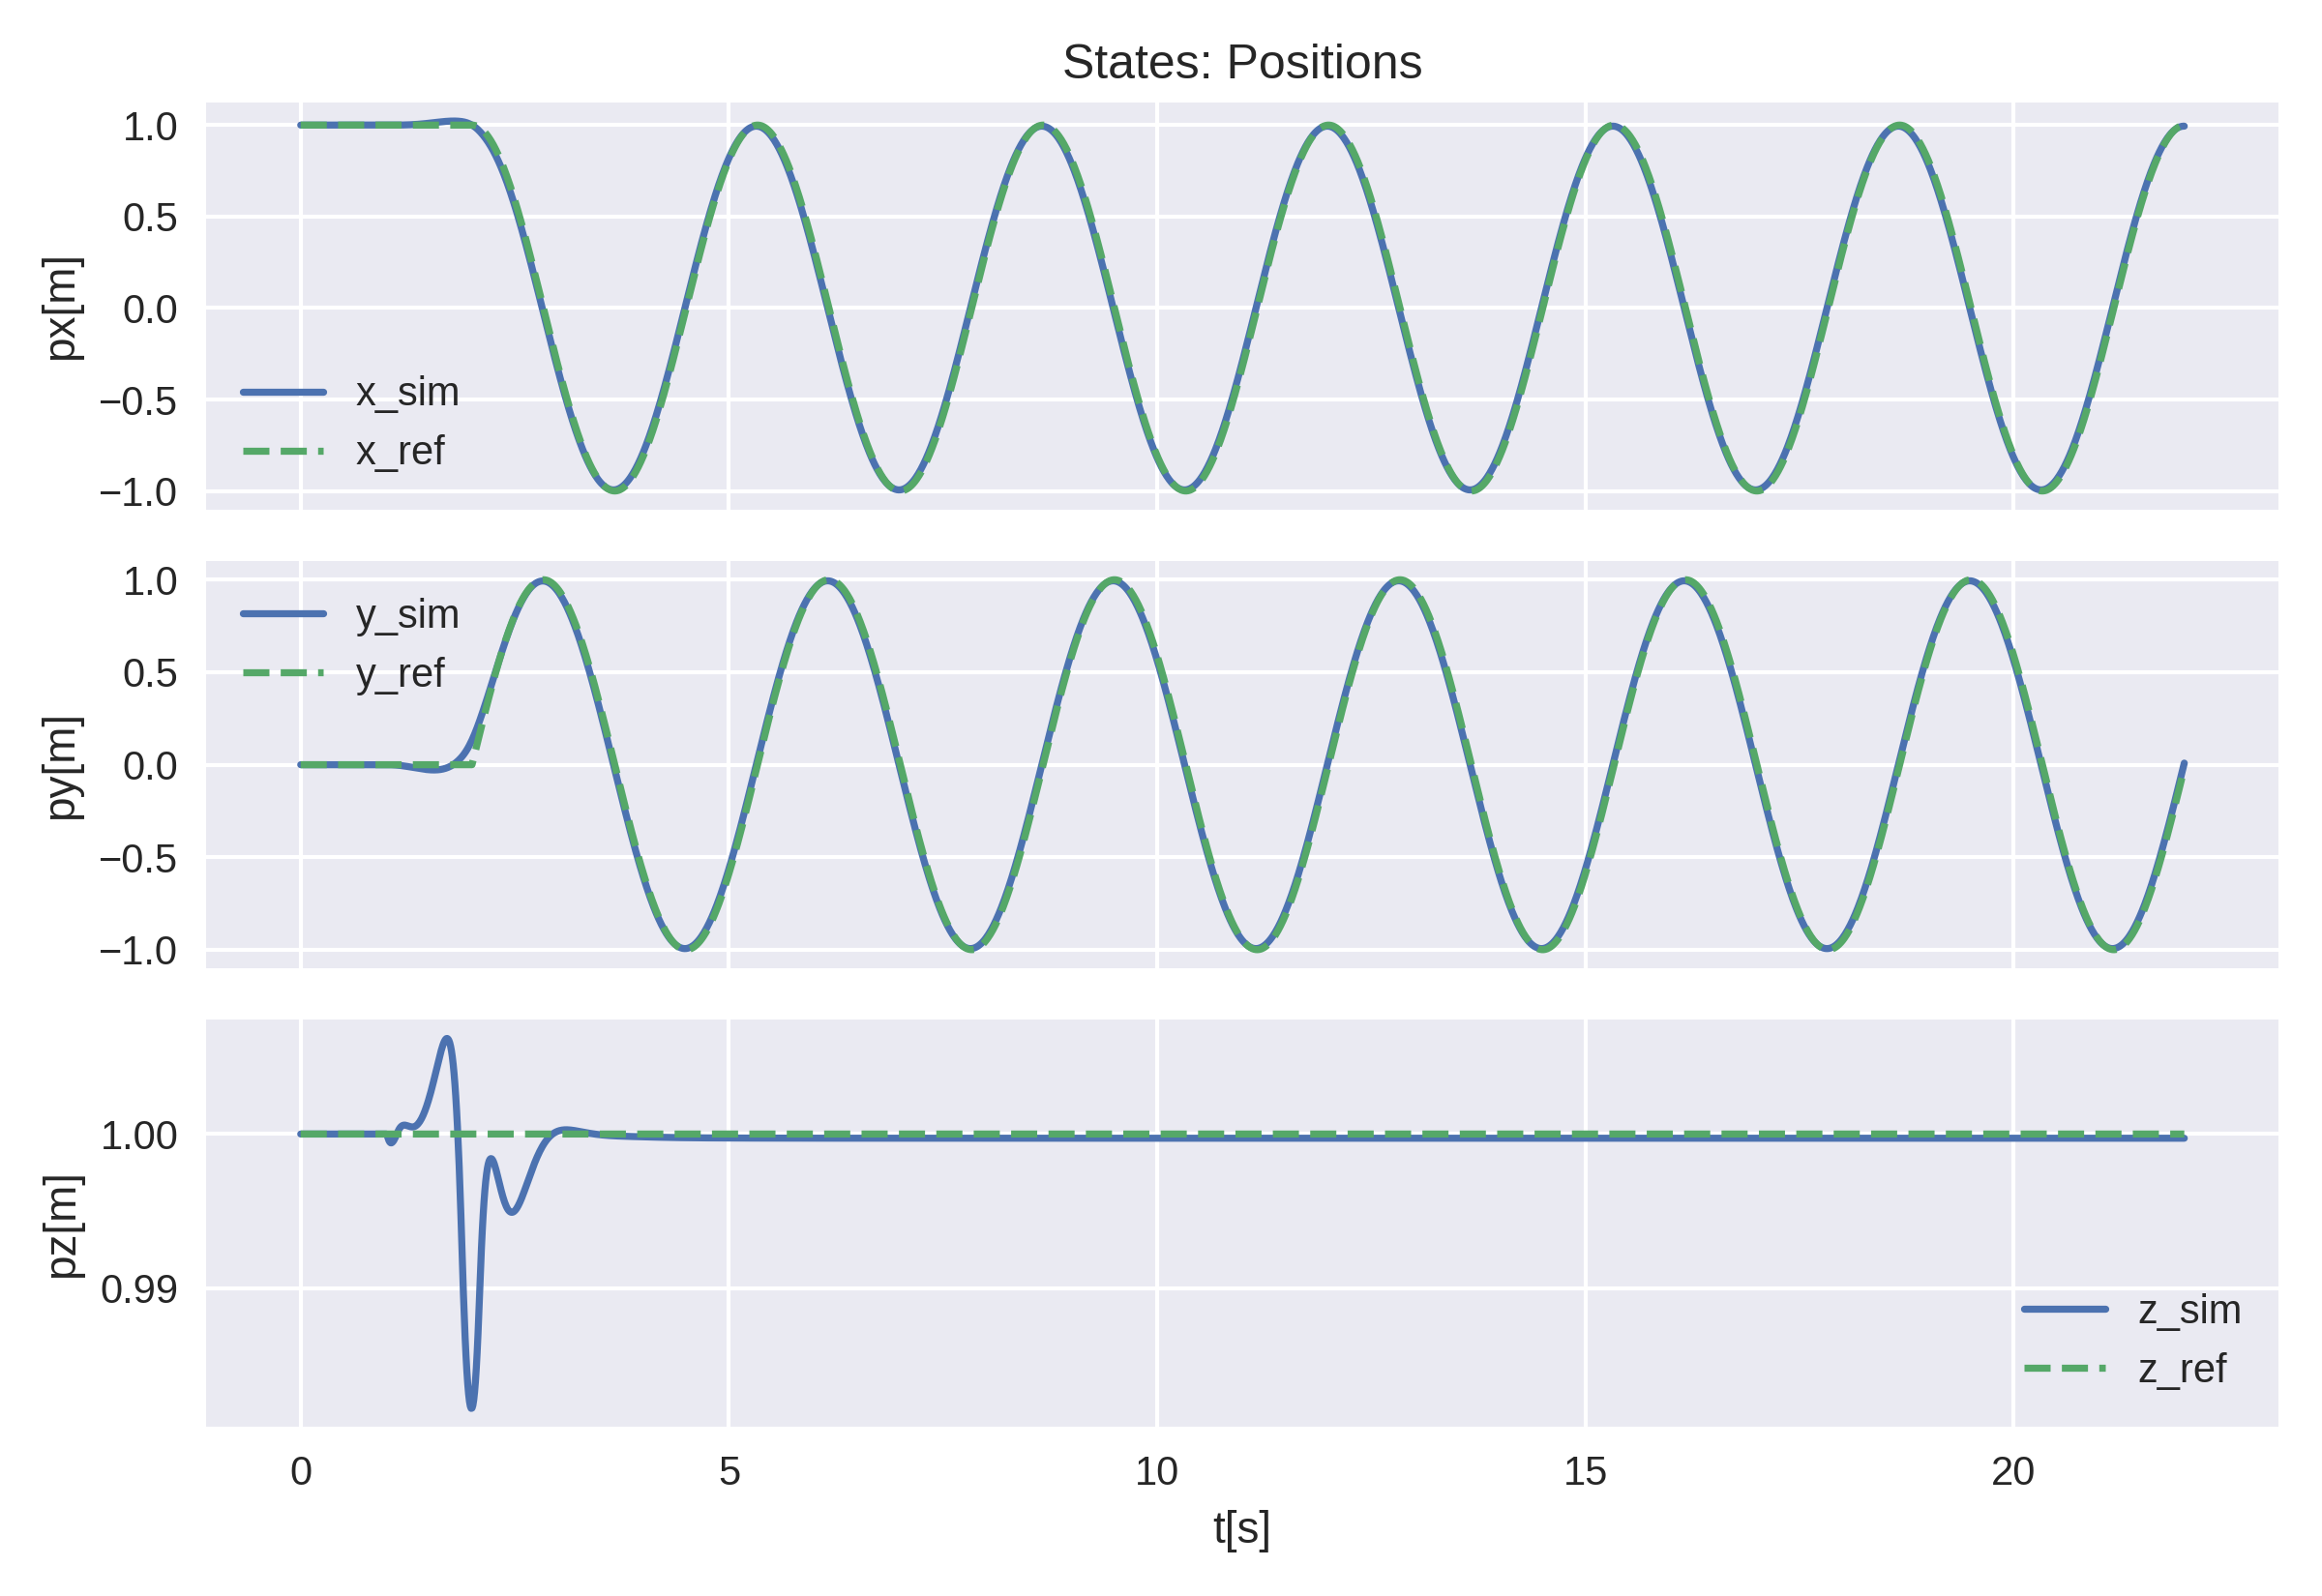 States: Positions
1.0
0.5
0.0
−0.5
−1.0
px[m]
x_sim
x_ref
1.0
0.5
0.0
−0.5
−1.0
py[m]
y_sim
y_ref
1.00
0.99
pz[m]
z_sim
z_ref
0 5 10 15 20
t[s]